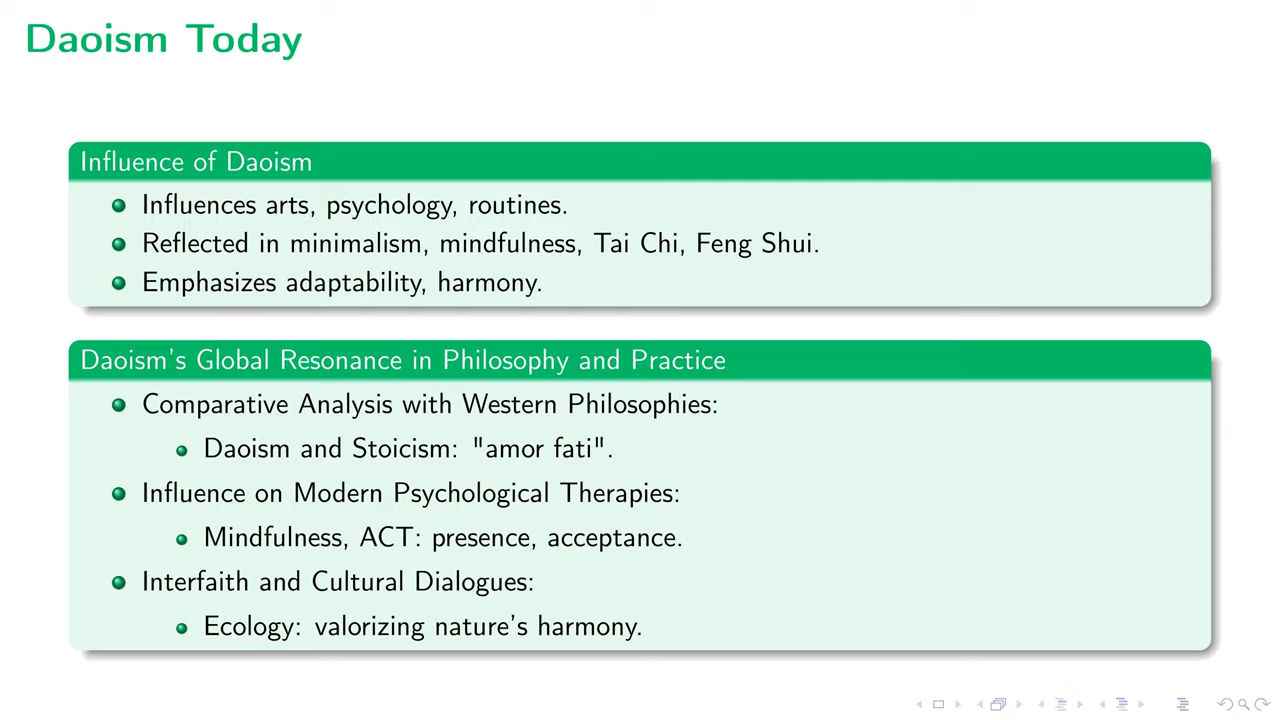 Daoism Today
Influence of Daoism
Influences arts, psychology, routines.
Reflected in minimalism, mindfulness, Tai Chi, Feng Shui.
Emphasizes adaptability, harmony.
Daoism's Global Resonance in Philosophy and Practice
Comparative Analysis with Western Philosophies:
Daoism and Stoicism: "amor fati".
Influence on Modern Psychological Therapies:
Mindfulness, ACT: presence, acceptance.
Interfaith and Cultural Dialogues:
Ecology: valorizing nature's harmony.